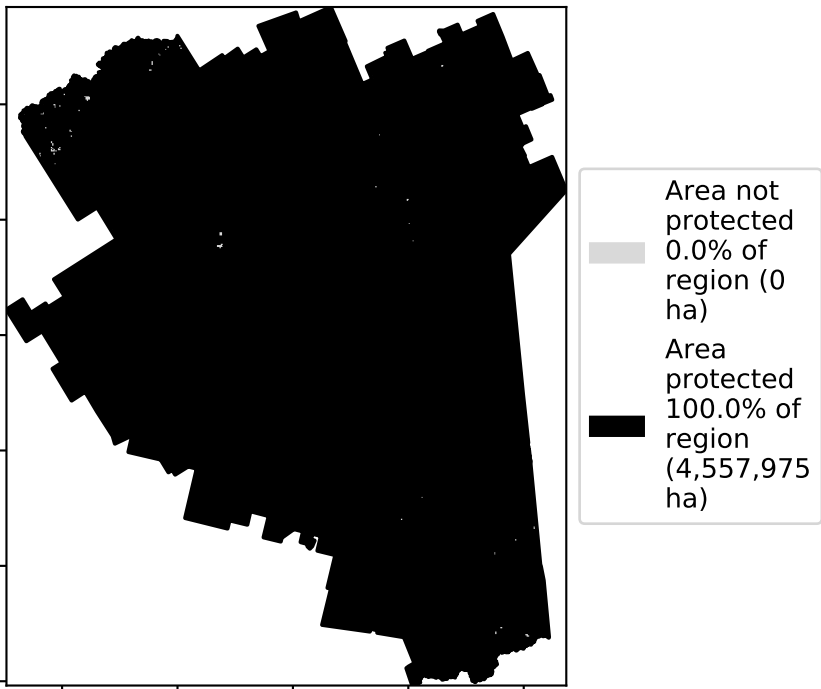 Area not
protected
0.0% of
region (0
ha)
Area
protected
100.0% of
region
(4,557,975
ha)